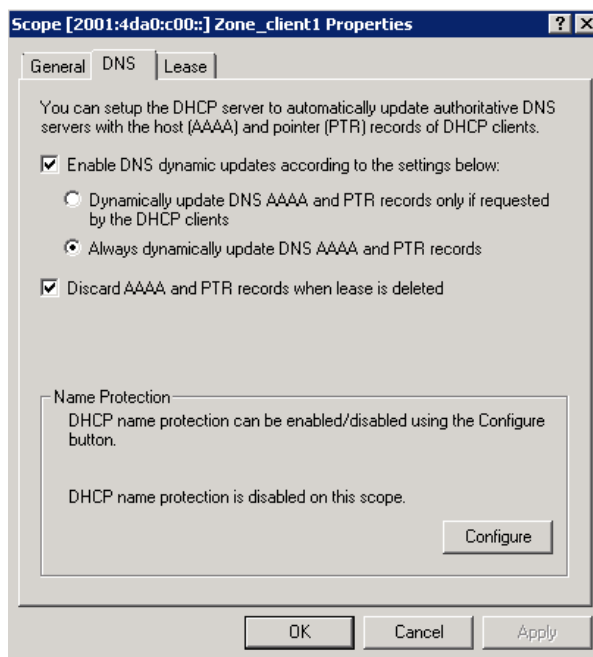 Scope [2001:4da0:c00::] Zone_client1 Properties
General DNS Lease
You can setup the DHCP server to automatically update authoritative DNS
servers with the host (AAAA) and pointer (PTR) records of DHCP clients.
Enable DNS dynamic updates according to the settings below:
Dynamically update DNS AAAA and PTR records only if requested
by the DHCP clients
Always dynamically update DNS AAAA and PTR records
Discard AAAA and PTR records when lease is deleted
Name Protection
DHCP name protection can be enabled/disabled using the Configure
button.
DHCP name protection is disabled on this scope.
Configure
OK Cancel Apply